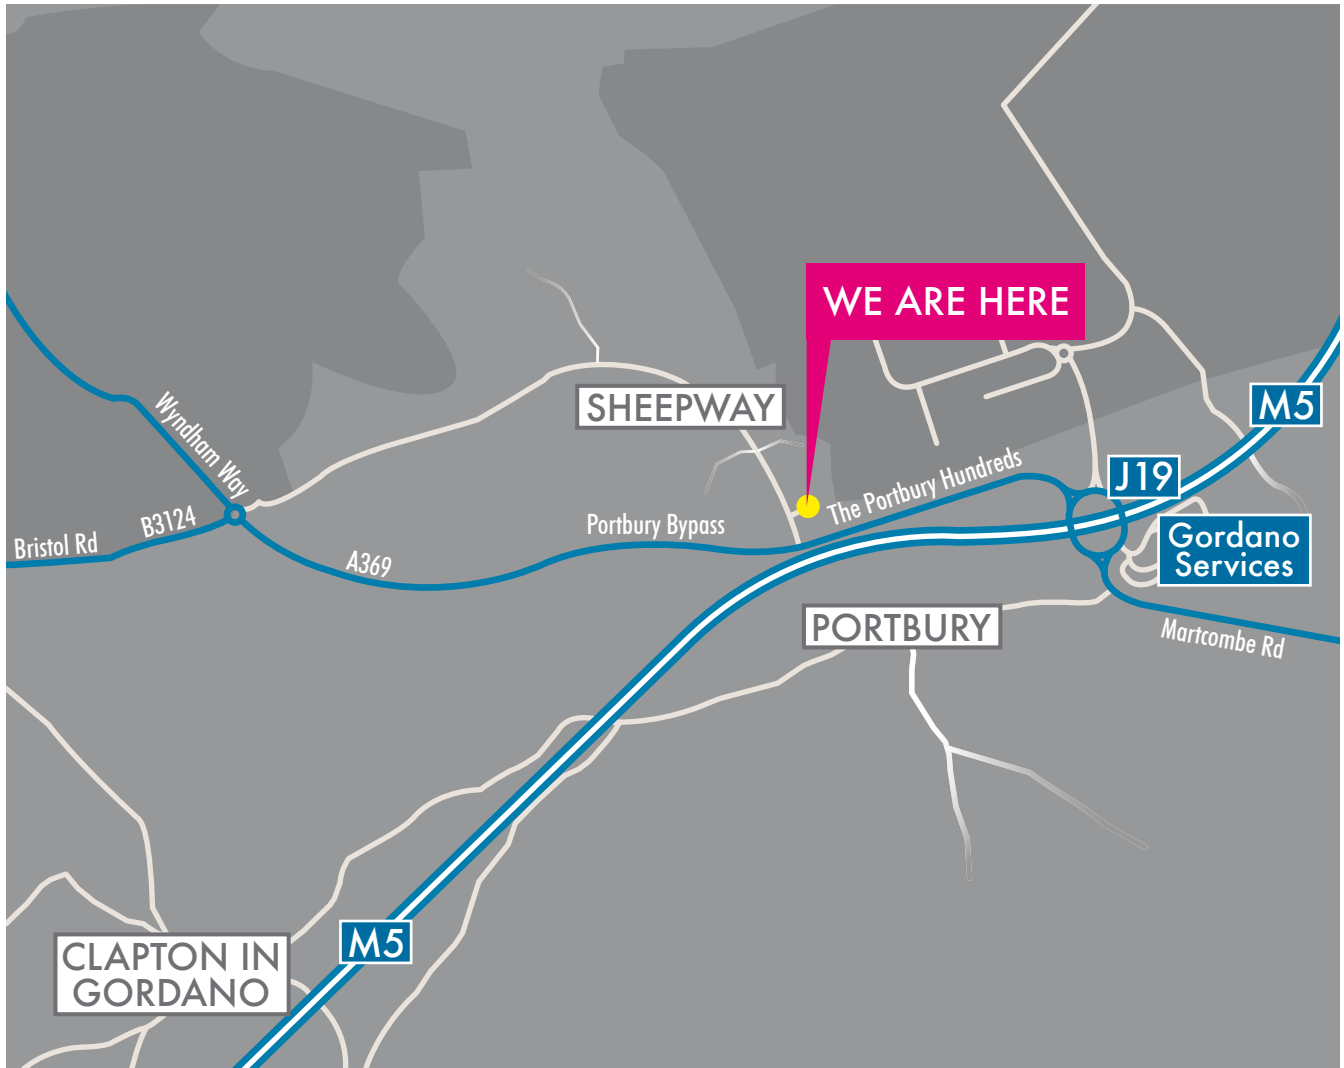 WE ARE HERE
SHEEPWAY
M5
Wyndham Way
J19
The Portbury Hundreds
B3124
Portbury Bypass
Bristol Rd
Gordano
Services
A369
PORTBURY
Martcombe Rd
M5
CLAPTON IN
GORDANO